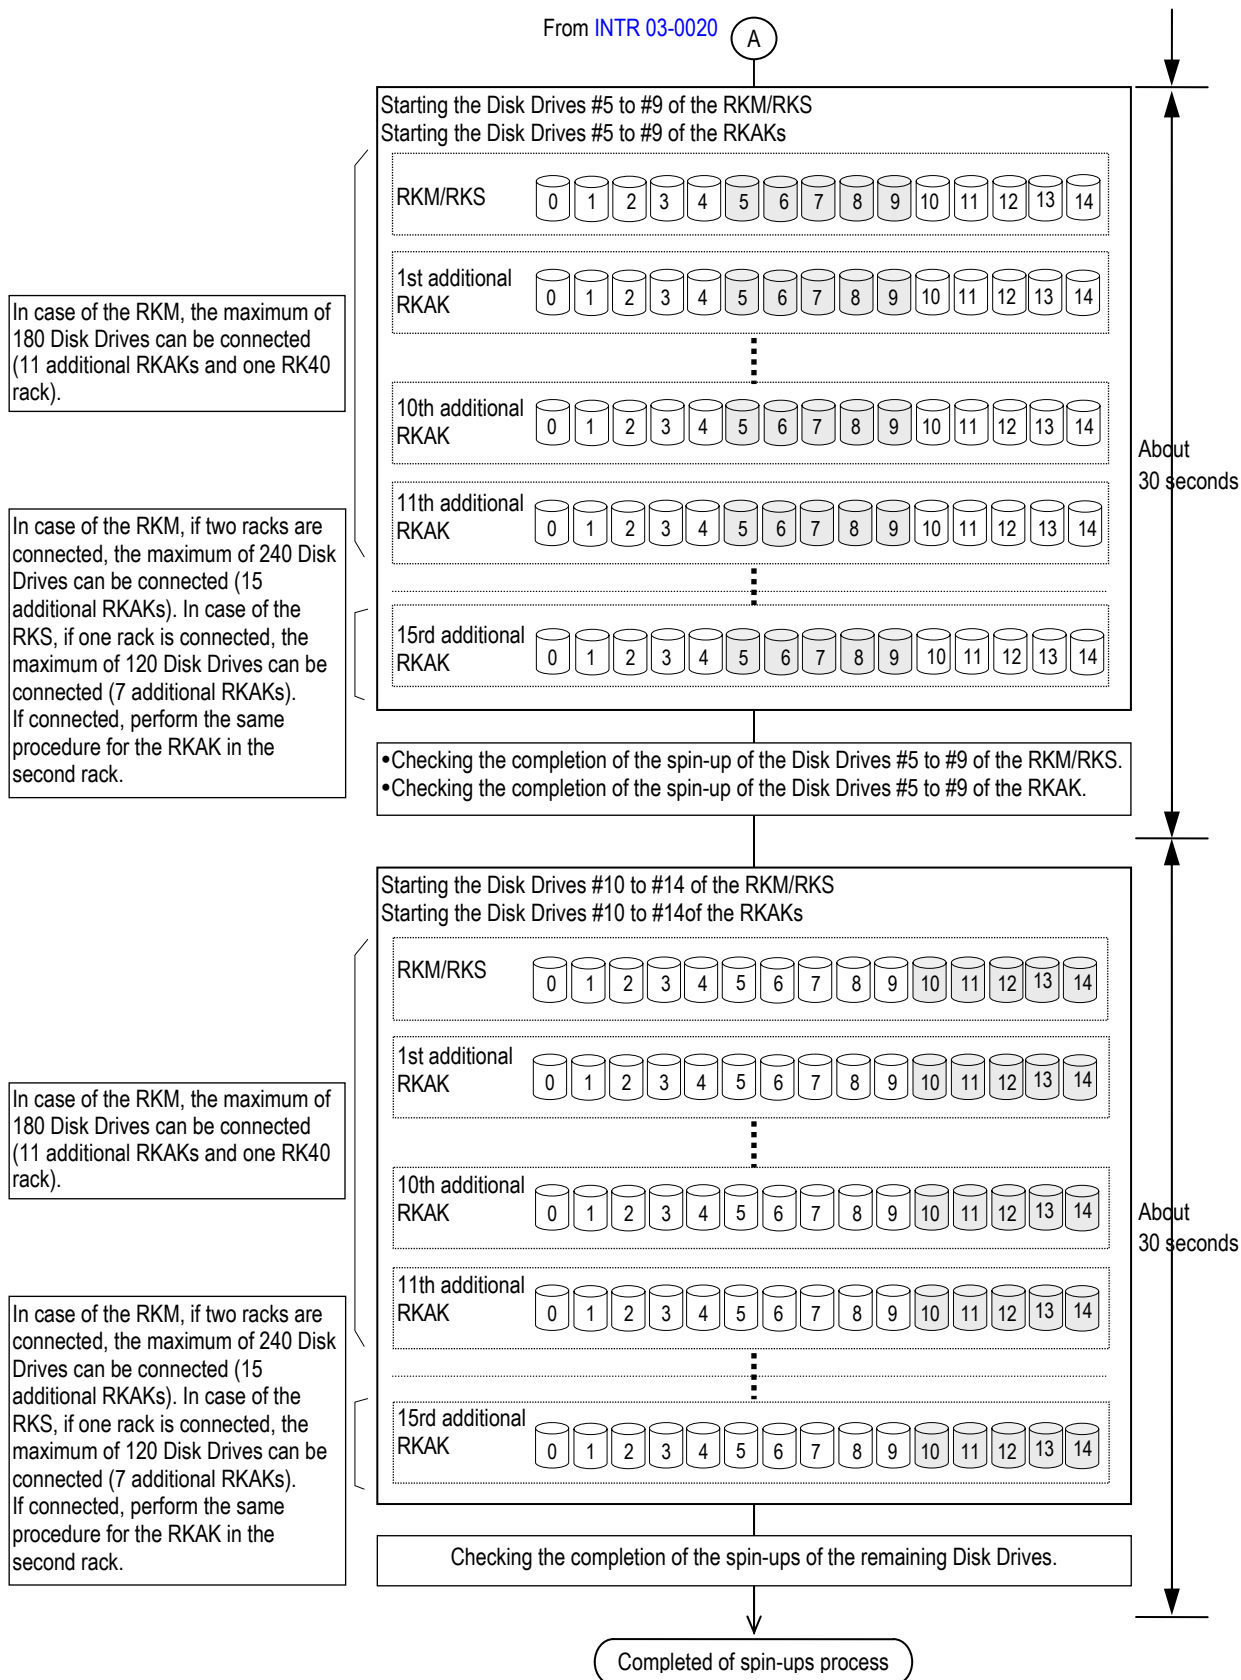 From INTR 03-0020
A
Starting the Disk Drives #5 to #9 of the RKM/RKS
Starting the Disk Drives #5 to #9 of the RKAKs
RKM/RKS
0 1 2 3 4 5 6 7 8 9 10 11 12 13 14
1st additional
RKAK
0 1 2 3 4 5 6 7 8 9 10 11 12 13 14
In case of the RKM, the maximum of
180 Disk Drives can be connected
(11 additional RKAKs and one RK40
rack).
10th additional
RKAK
0 1 2 3 4 5 6 7 8 9 10 11 12 13 14
About
30 seconds
11th additional
RKAK
0 1 2 3 4 5 6 7 8 9 10 11 12 13 14
In case of the RKM, if two racks are
connected, the maximum of 240 Disk
Drives can be connected (15
additional RKAKs). In case of the
RKS, if one rack is connected, the
maximum of 120 Disk Drives can be
connected (7 additional RKAKs).
If connected, perform the same
procedure for the RKAK in the
second rack.
15rd additional
RKAK
0 1 2 3 4 5 6 7 8 9 10 11 12 13 14
•Checking the completion of the spin-up of the Disk Drives #5 to #9 of the RKM/RKS.
•Checking the completion of the spin-up of the Disk Drives #5 to #9 of the RKAK.
Starting the Disk Drives #10 to #14 of the RKM/RKS
Starting the Disk Drives #10 to #14of the RKAKs
RKM/RKS
0 1 2 3 4 5 6 7 8 9 10 11 12 13 14
1st additional
RKAK
0 1 2 3 4 5 6 7 8 9 10 11 12 13 14
In case of the RKM, the maximum of
180 Disk Drives can be connected
(11 additional RKAKs and one RK40
rack).
10th additional
RKAK
0 1 2 3 4 5 6 7 8 9 10 11 12 13 14
About
30 seconds
11th additional
RKAK
0 1 2 3 4 5 6 7 8 9 10 11 12 13 14
In case of the RKM, if two racks are
connected, the maximum of 240 Disk
Drives can be connected (15
additional RKAKs). In case of the
RKS, if one rack is connected, the
maximum of 120 Disk Drives can be
connected (7 additional RKAKs).
If connected, perform the same
procedure for the RKAK in the
second rack.
15rd additional
RKAK
0 1 2 3 4 5 6 7 8 9 10 11 12 13 14
Checking the completion of the spin-ups of the remaining Disk Drives.
Completed of spin-ups process